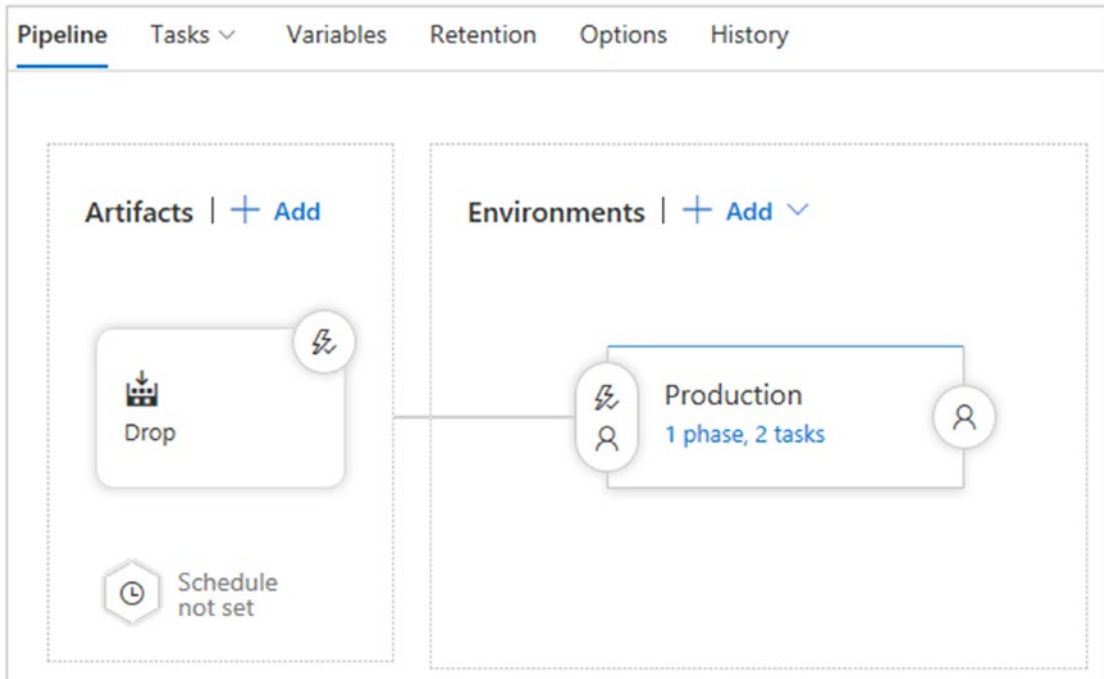 Pipeline Tasks Variables Retention Options History
Artifacts | + Add
Environments | + Add
Drop
Production
1 phase, 2 tasks
Schedule
not set